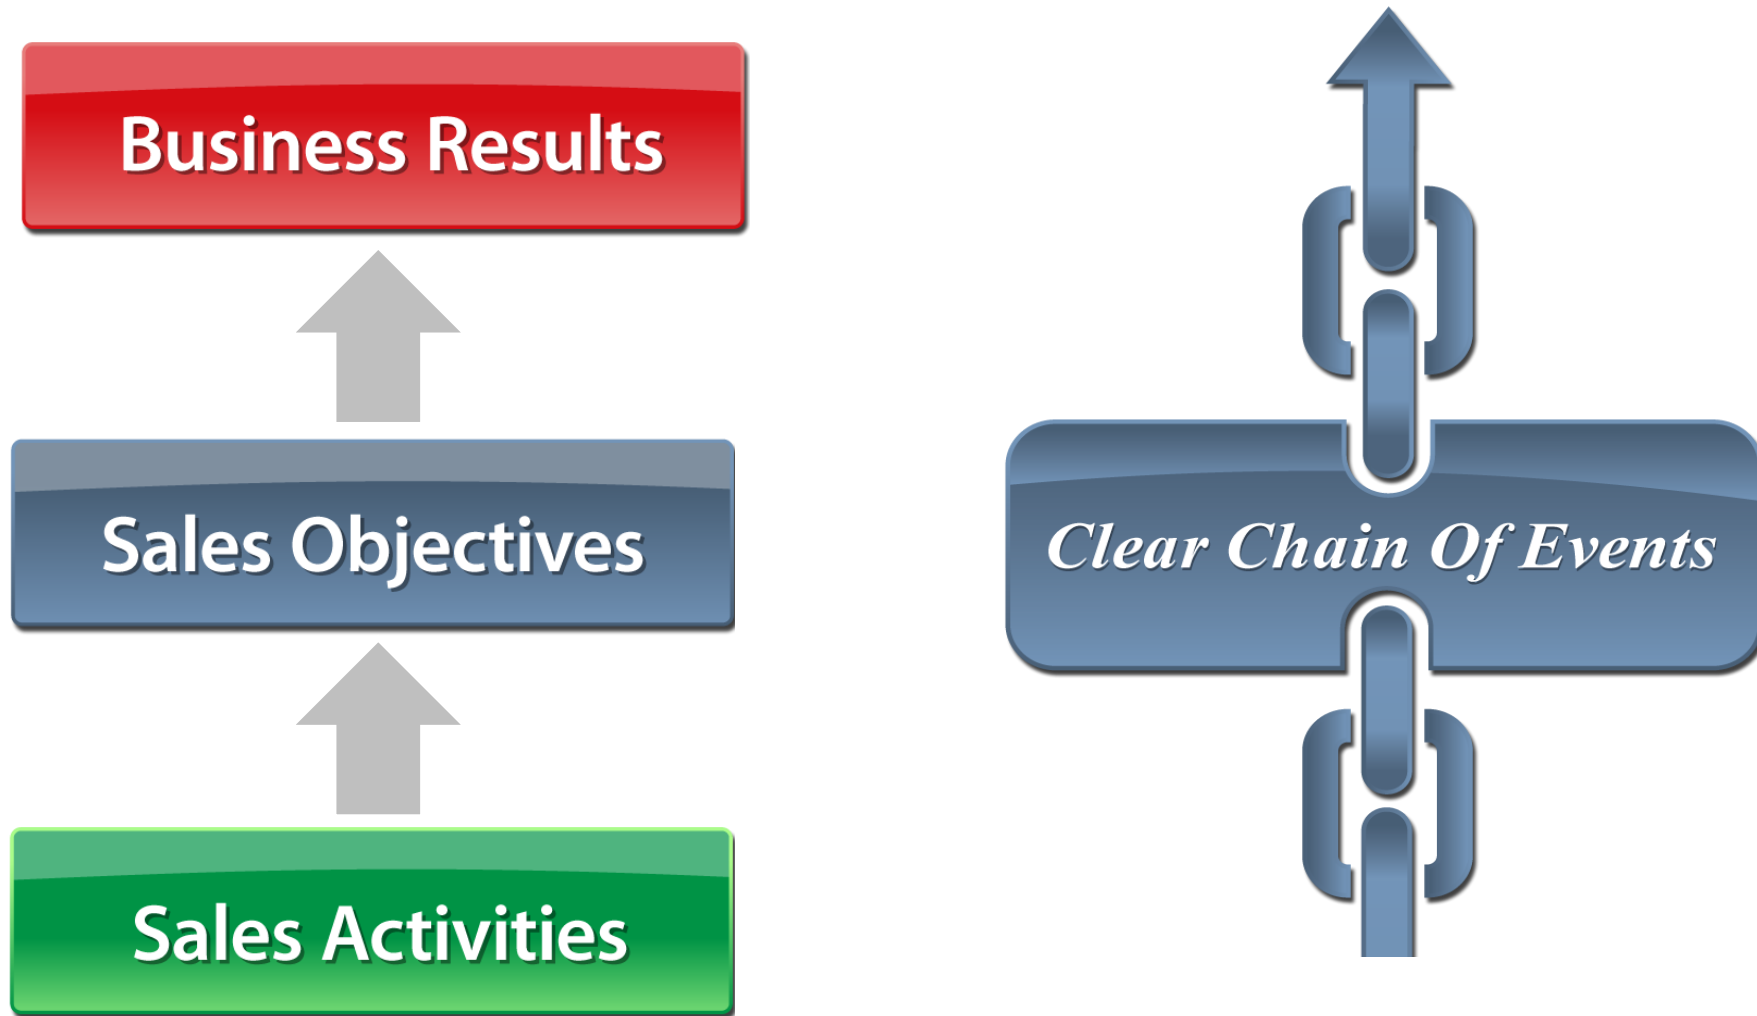 Business Results
Sales Objectives
Clear Chain Of Events
Sales Activities